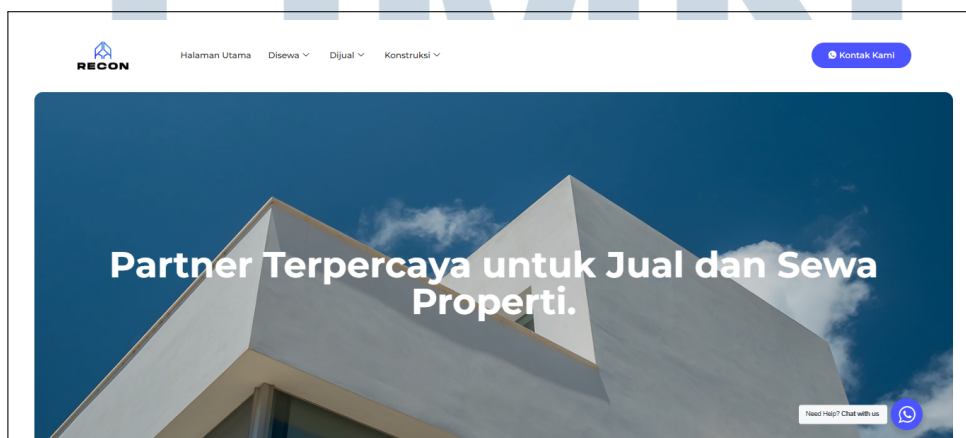 RECON
Halaman Utama Disewa Dijual Konstruksi Kontak Kami
Partner Terpercaya untuk Jual dan Sewa
Properti.
Need Help? Chat with us